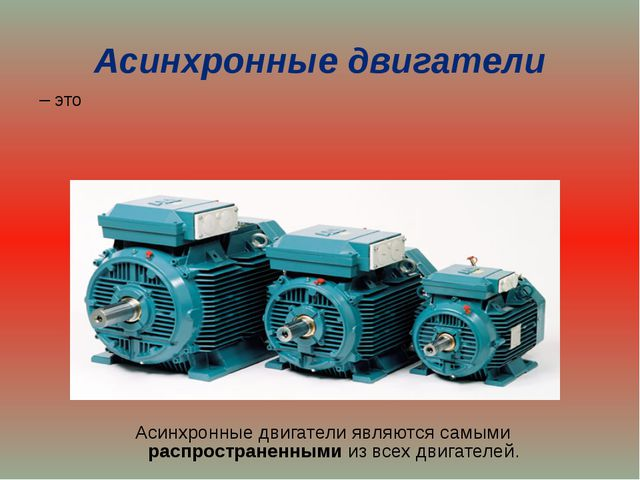 Асинхронные двигатели
– это
Асинхронные двигатели являются самыми
распространенными из всех двигателей.